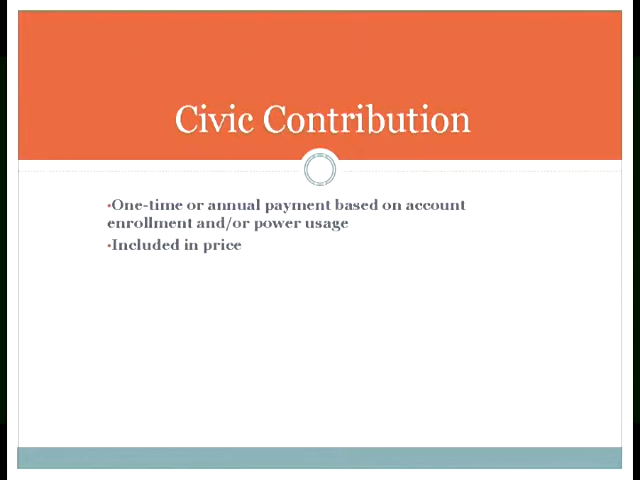 Civic Contribution
•One-time or annual payment based on account
enrollment and/or power usage
•Included in price